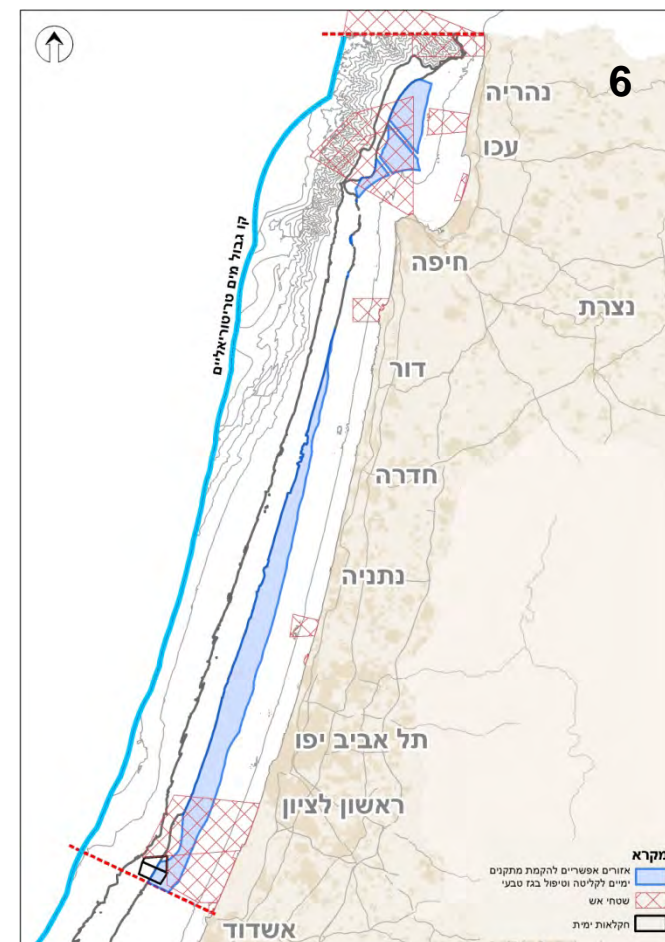 6
נהריה
עכו
חיפה
נצרת
קו גבול מים טריטוריאליים
דור
חדרה
נתניה
תל אביב יפו
ראשון לציון
אשדוד
מקרא
אזורים אפשריים להקמת מתקנים
ימיים לקליטה וטיפול בגז טבעי
שטחי אש
חקלאות ימית